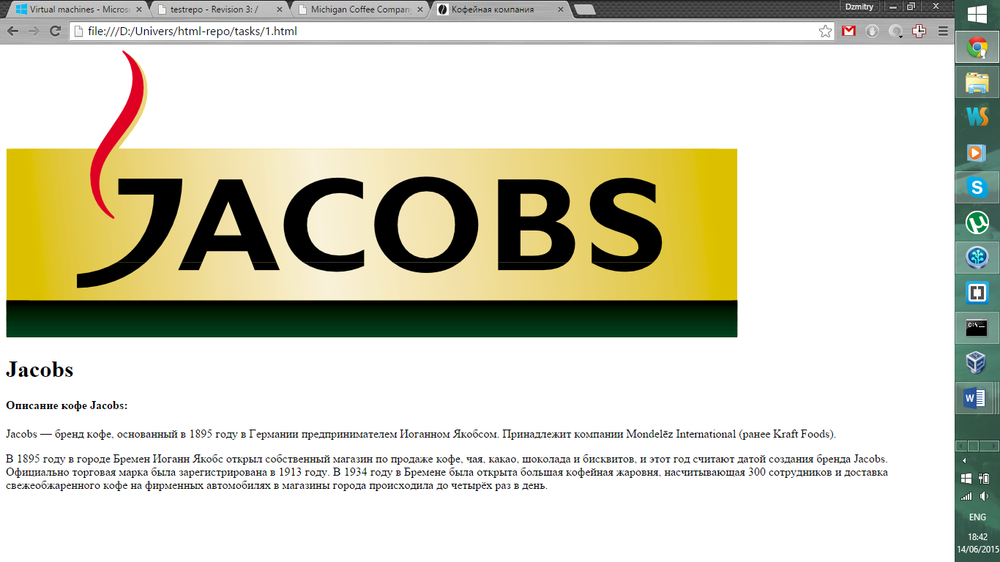 Virtual machines - Micros
testrepo - Revision 3: /
Michigan Coffee Company
Кофейная компания
Dzmitry
file:///D:/Univers/html-repo/tasks/1.html
JACOBS
Jacobs
Описание кофе Jacobs:
Jacobs — бренд кофе, основанный в 1895 году в Германии предпринимателем Иоганном Якобсом. Принадлежит компании Mondelēz International (ранее Kraft Foods).
В 1895 году в городе Бремен Иоганн Якобс открыл собственный магазин по продаже кофе, чая, какао, шоколада и бисквитов, и этот год считают датой создания бренда Jacobs.
Официально торговая марка была зарегистрирована в 1913 году. В 1934 году в Бремене была открыта большая кофейная жаровня, насчитывающая 300 сотрудников и доставка
свежеобжаренного кофе на фирменных автомобилях в магазины города происходила до четырёх раз в день.
ENG
18:42
14/06/2015